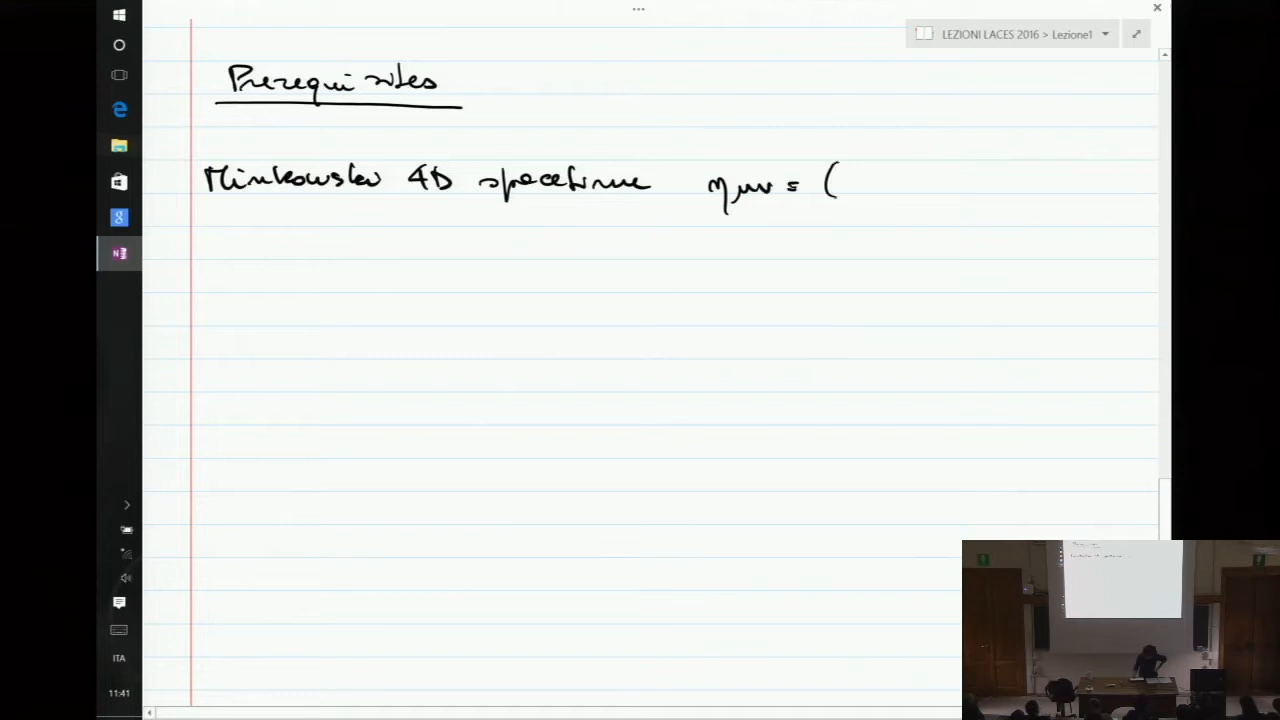 LEZIONI LACES 2016 > Lezione1
Prerequisites
Minkowski 4D spacetime ημν = (
ITA
11:41